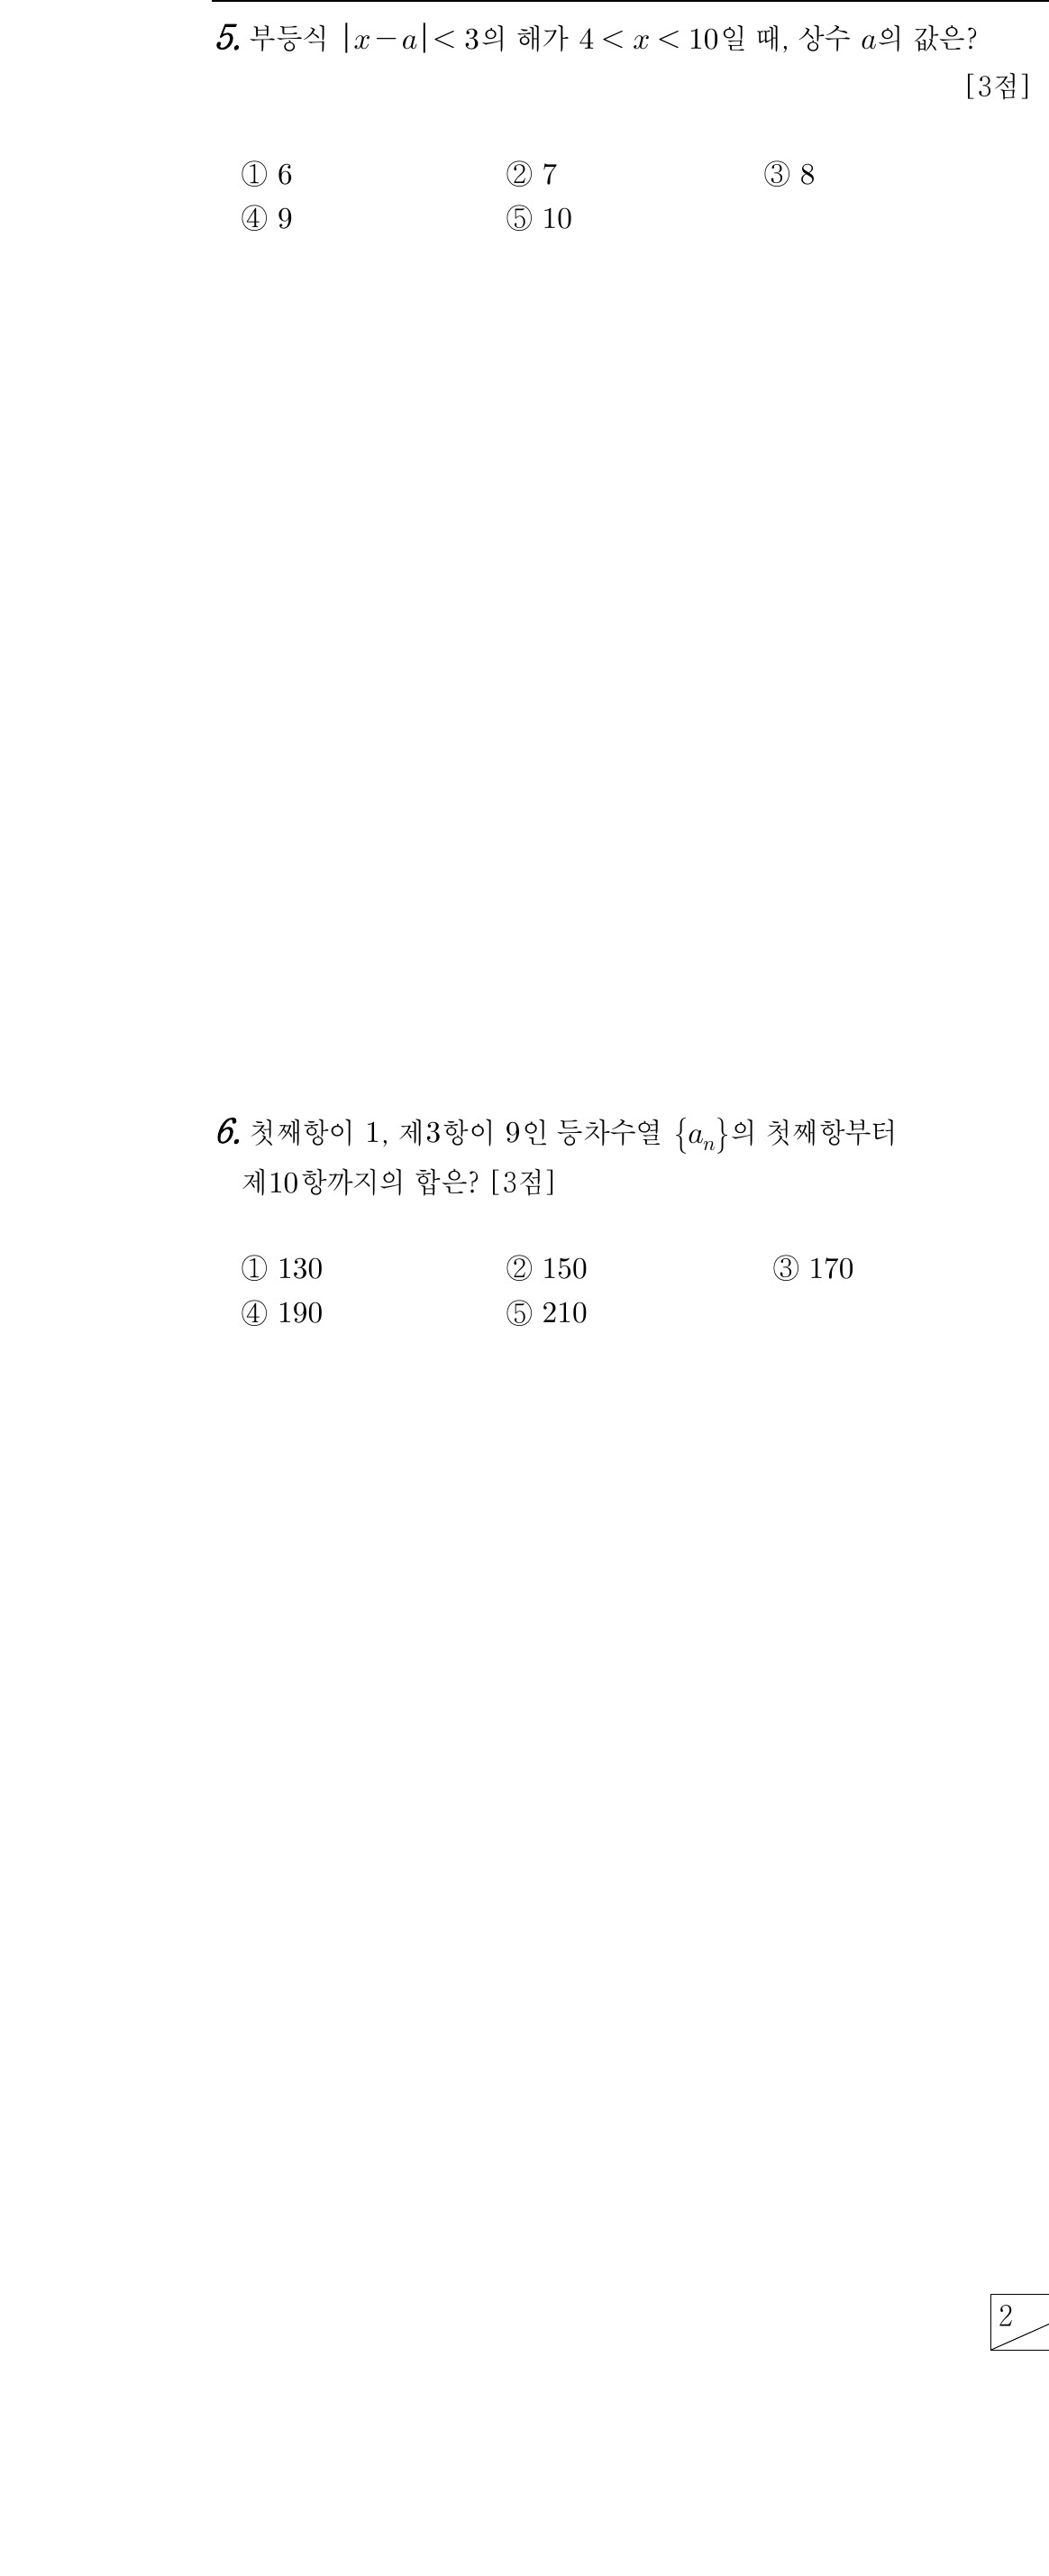 5. 부등식 |x-a|<3의 해가 4<x<10일 때, 상수 a의 값은?
[3점]
① 6 ② 7 ③ 8
④ 9 ⑤ 10
6. 첫째항이 1, 제3항이 9인 등차수열 {aₙ}의 첫째항부터
제10항까지의 합은? [3점]
① 130 ② 150 ③ 170
④ 190 ⑤ 210
2